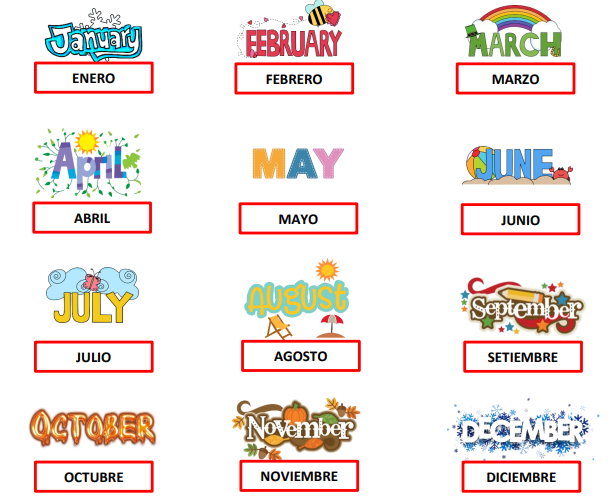 January
FEBRUARY
MARCH
ENERO
FEBRERO
MARZO
April
MAY
JUNE
ABRIL
MAYO
JUNIO
JULY
August
September
JULIO
AGOSTO
SETIEMBRE
OCTOBER
November
DECEMBER
OCTUBRE
NOVIEMBRE
DICIEMBRE